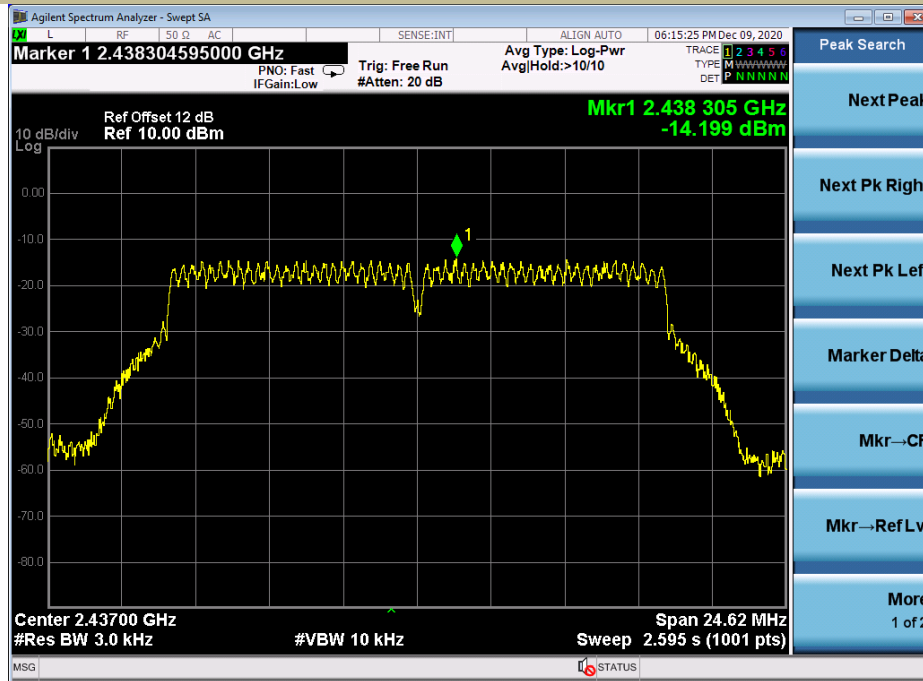 Agilent Spectrum Analyzer - Swept SA
LXI L RF 50 Ω AC SENSE:INT ALIGN AUTO 06:15:25 PM Dec 09, 2020
Marker 1 2.438304595000 GHz
PNO: Fast
IFGain:Low
Trig: Free Run
#Atten: 20 dB
Avg Type: Log-Pwr
Avg|Hold:>10/10
TRACE 1 2 3 4 5 6
TYPE M WWWWW
DET P N N N N N
Peak Search
Mkr1 2.438 305 GHz
-14.199 dBm
Ref Offset 12 dB
10 dB/div Ref 10.00 dBm
Log
0.00
-10.0
-20.0
-30.0
-40.0
-50.0
-60.0
-70.0
-80.0
1
Center 2.43700 GHz Span 24.62 MHz
#Res BW 3.0 kHz #VBW 10 kHz Sweep 2.595 s (1001 pts)
MSG STATUS
Next Peak
Next Pk Righ
Next Pk Lef
Marker Delta
Mkr→CF
Mkr→Ref Lv
More
1 of 2